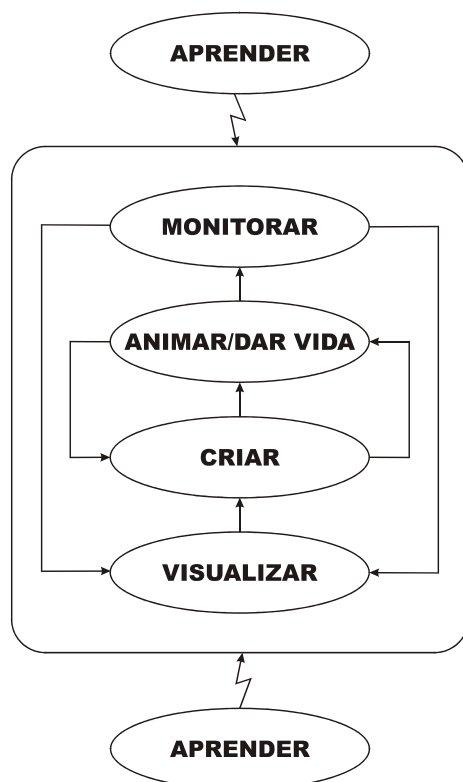 APRENDER
MONITORAR
ANIMAR/DAR VIDA
CRIAR
VISUALIZAR
APRENDER